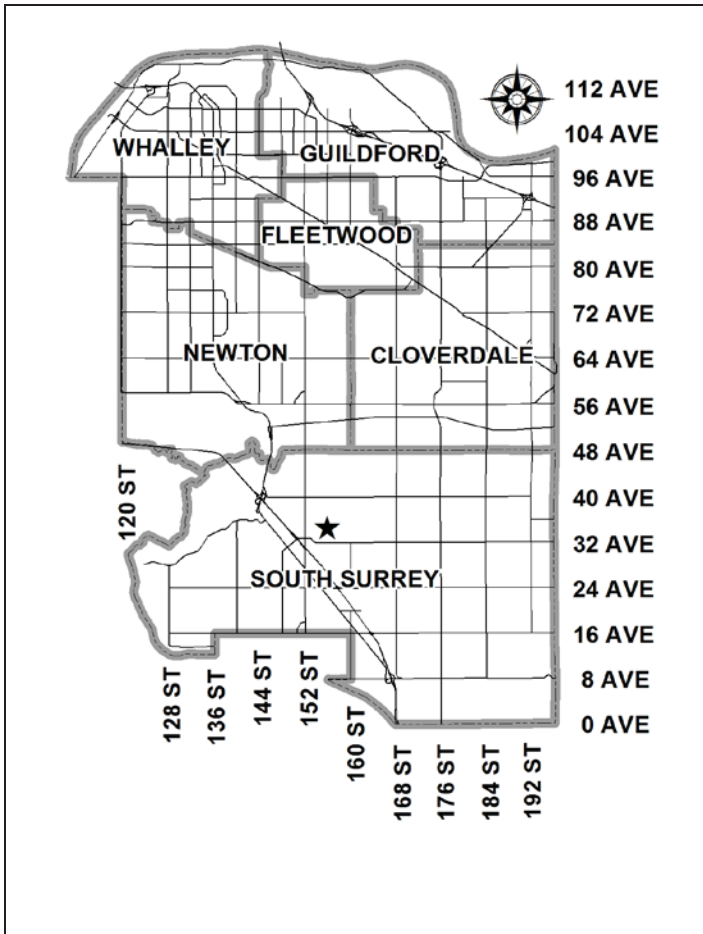 112 AVE
104 AVE
WHALLEY
GUILDFORD
96 AVE
88 AVE
FLEETWOOD
80 AVE
72 AVE
NEWTON
CLOVERDALE
64 AVE
56 AVE
48 AVE
120 ST
40 AVE
32 AVE
SOUTH SURREY
24 AVE
16 AVE
128 ST
136 ST
144 ST
152 ST
160 ST
8 AVE
0 AVE
168 ST
176 ST
184 ST
192 ST